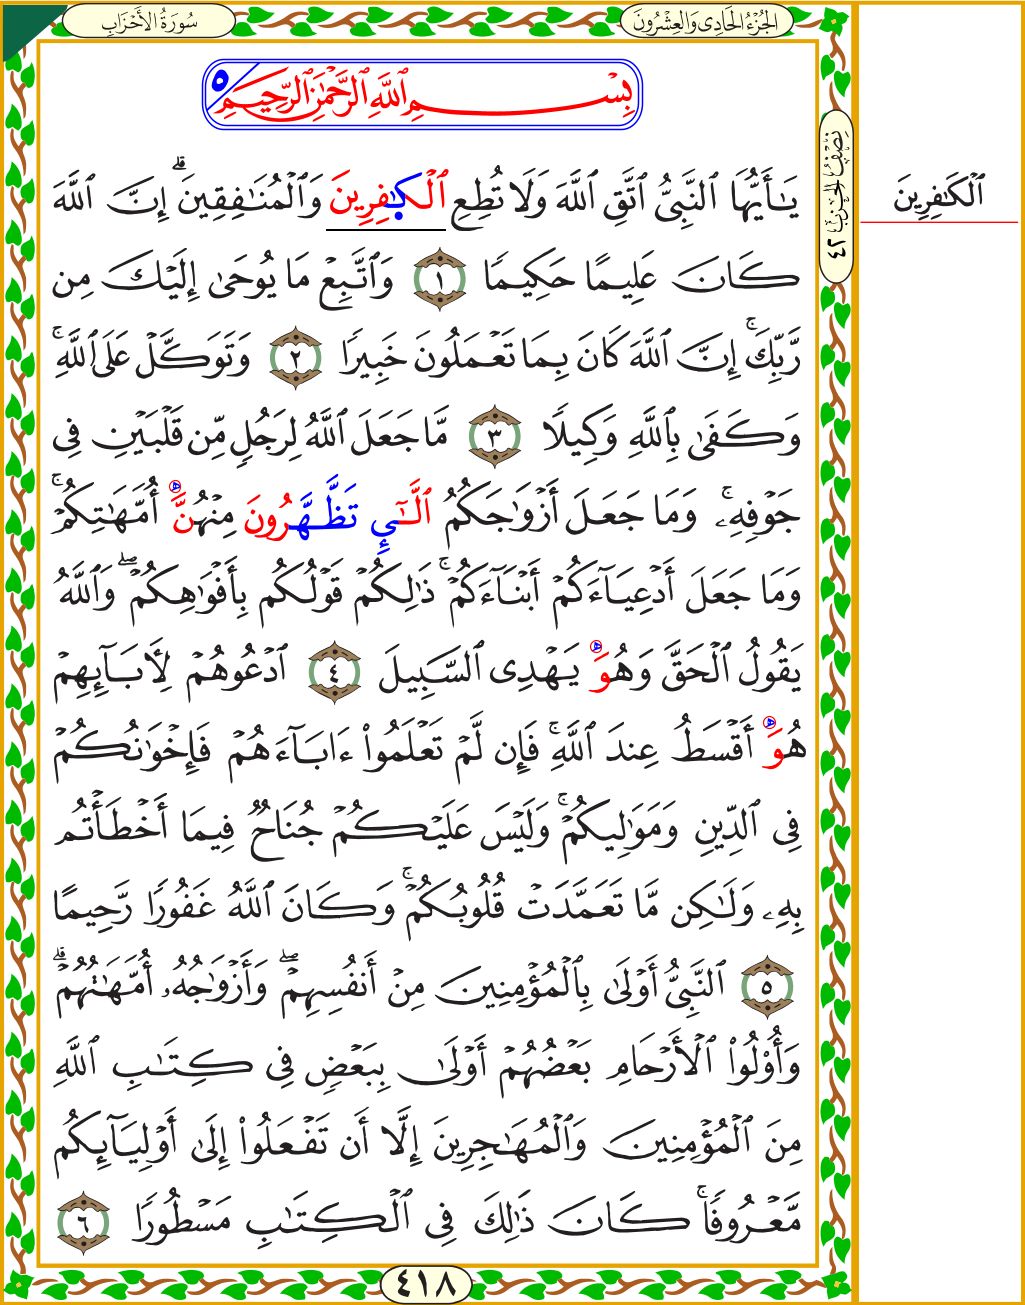 سُورَةُ الأَحْزَابِ
الجُزْءُ الحَادِي وَالعِشْرُونَ
بِسْمِ ٱللَّهِ ٱلرَّحْمَٰنِ ٱلرَّحِيمِ ٥
يَٰٓأَيُّهَا ٱلنَّبِىُّ ٱتَّقِ ٱللَّهَ وَلَا تُطِعِ ٱلْكَٰفِرِينَ وَٱلْمُنَٰفِقِينَ ۗ إِنَّ ٱللَّهَ
كَانَ عَلِيمًا حَكِيمًا ١ وَٱتَّبِعْ مَا يُوحَىٰ إِلَيْكَ مِن
رَّبِّكَ ۚ إِنَّ ٱللَّهَ كَانَ بِمَا تَعْمَلُونَ خَبِيرًا ٢ وَتَوَكَّلْ عَلَى ٱللَّهِ ۚ
وَكَفَىٰ بِٱللَّهِ وَكِيلًا ٣ مَّا جَعَلَ ٱللَّهُ لِرَجُلٍ مِّن قَلْبَيْنِ فِى
جَوْفِهِۦ ۚ وَمَا جَعَلَ أَزْوَٰجَكُمُ ٱلَّٰٓـِٔى تَظَّهَّرُونَ مِنْهُنَّ أُمَّهَٰتِكُمْ ۚ
وَمَا جَعَلَ أَدْعِيَآءَكُمْ أَبْنَآءَكُمْ ۚ ذَٰلِكُمْ قَوْلُكُم بِأَفْوَٰهِكُمْ ۖ وَٱللَّهُ
يَقُولُ ٱلْحَقَّ وَهُوَ يَهْدِى ٱلسَّبِيلَ ٤ ٱدْعُوهُمْ لِأٓبَآئِهِمْ
هُوَ أَقْسَطُ عِندَ ٱللَّهِ ۚ فَإِن لَّمْ تَعْلَمُوٓا۟ ءَابَآءَهُمْ فَإِخْوَٰنُكُمْ
فِى ٱلدِّينِ وَمَوَٰلِيكُمْ ۚ وَلَيْسَ عَلَيْكُمْ جُنَاحٌ فِيمَآ أَخْطَأْتُم
بِهِۦ وَلَٰكِن مَّا تَعَمَّدَتْ قُلُوبُكُمْ ۚ وَكَانَ ٱللَّهُ غَفُورًا رَّحِيمًا
٥ ٱلنَّبِىُّ أَوْلَىٰ بِٱلْمُؤْمِنِينَ مِنْ أَنفُسِهِمْ ۖ وَأَزْوَٰجُهُۥٓ أُمَّهَٰتُهُمْ ۗ
وَأُو۟لُوا۟ ٱلْأَرْحَامِ بَعْضُهُمْ أَوْلَىٰ بِبَعْضٍ فِى كِتَٰبِ ٱللَّهِ
مِنَ ٱلْمُؤْمِنِينَ وَٱلْمُهَٰجِرِينَ إِلَّآ أَن تَفْعَلُوٓا۟ إِلَىٰٓ أَوْلِيَآئِكُم
مَّعْرُوفًا ۚ كَانَ ذَٰلِكَ فِى ٱلْكِتَٰبِ مَسْطُورًا ٦
نِصْفُ الحِزْبِ ٤٢
ٱلْكَٰفِرِينَ
٤١٨